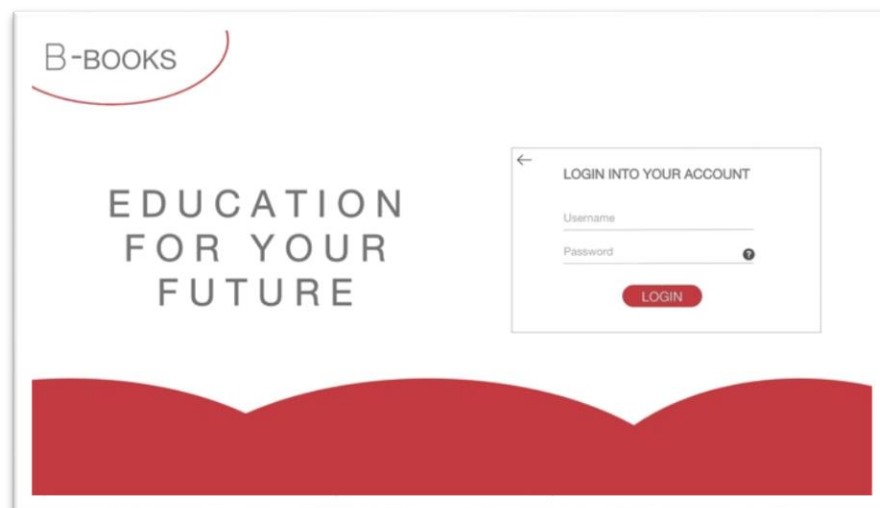 B-BOOKS
EDUCATION
FOR YOUR
FUTURE
LOGIN INTO YOUR ACCOUNT
Username
Password
?
LOGIN